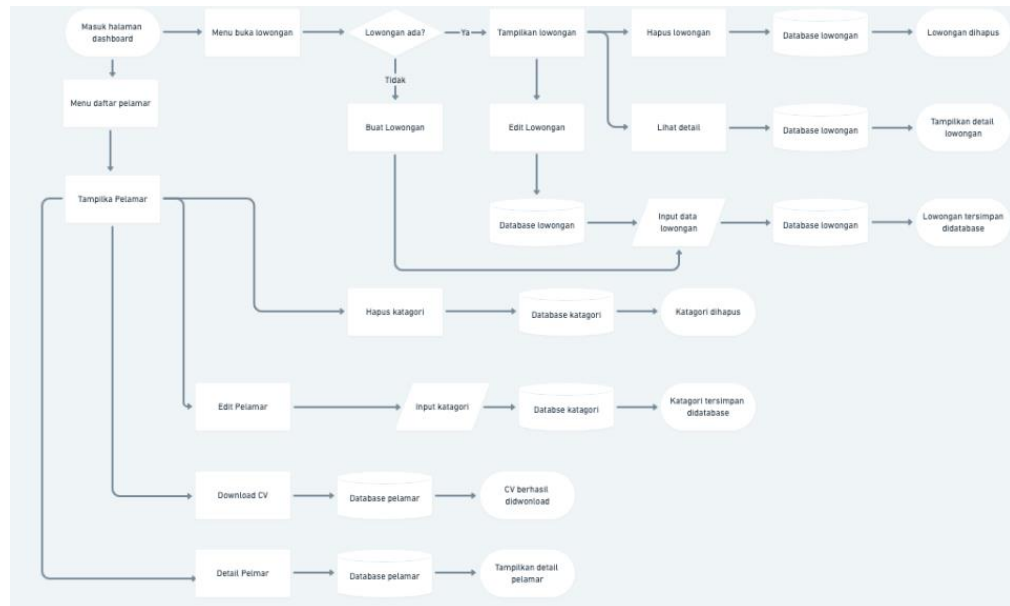 Masuk halaman
dashboard
Menu buka lowongan
Lowongan ada?
Ya
Tampilkan lowongan
Hapus lowongan
Database lowongan
Lowongan dihapus
Tidak
Menu daftar pelamar
Buat Lowongan
Edit Lowongan
Lihat detail
Database lowongan
Tampilkan detail
lowongan
Tampilka Pelamar
Database lowongan
Input data
lowongan
Database lowongan
Lowongan tersimpan
didatabase
Hapus katagori
Database katagori
Katagori dihapus
Edit Pelamar
Input katagori
Databse katagori
Katagori tersimpan
didatabase
Download CV
Database pelamar
CV berhasil
didwonload
Detail Pelmar
Database pelamar
Tampilkan detail
pelamar